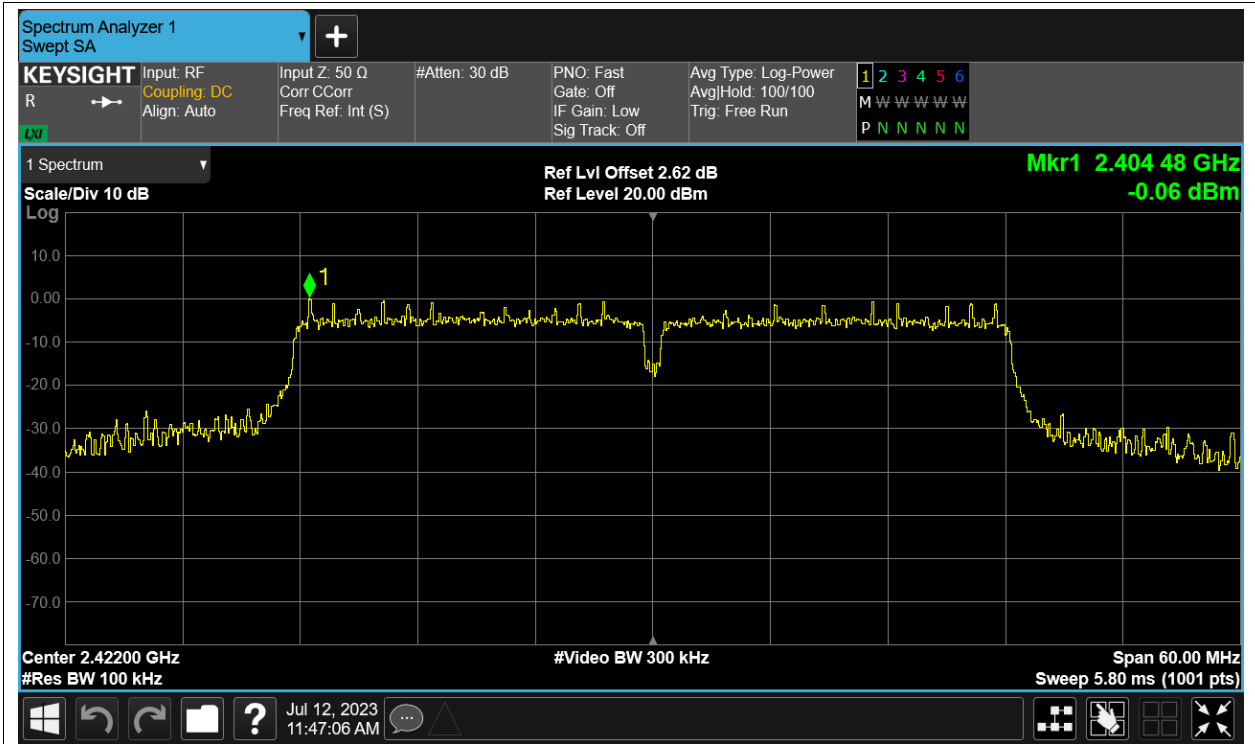 Spectrum Analyzer 1
Swept SA
KEYSIGHT
R
LXI
Input: RF
Coupling: DC
Align: Auto
Input Z: 50 Ω
Corr CCorr
Freq Ref: Int (S)
#Atten: 30 dB
PNO: Fast
Gate: Off
IF Gain: Low
Sig Track: Off
Avg Type: Log-Power
Avg|Hold: 100/100
Trig: Free Run
1 2 3 4 5 6
M W W W W W
P N N N N N
1 Spectrum
Scale/Div 10 dB
Log
Ref Lvl Offset 2.62 dB
Ref Level 20.00 dBm
Mkr1 2.404 48 GHz
-0.06 dBm
10.0
0.00
-10.0
-20.0
-30.0
-40.0
-50.0
-60.0
-70.0
1
Center 2.42200 GHz
#Res BW 100 kHz
#Video BW 300 kHz
Span 60.00 MHz
Sweep 5.80 ms (1001 pts)
?
Jul 12, 2023
11:47:06 AM